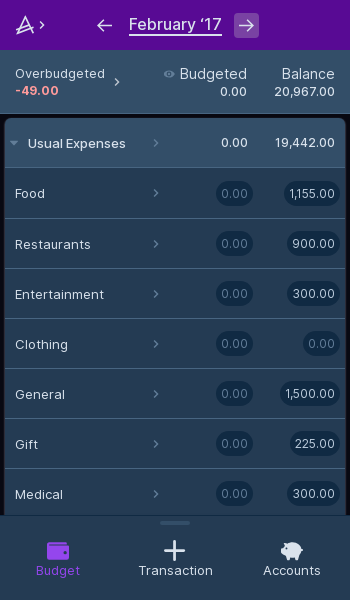 February ‘17
Overbudgeted Budgeted Balance
-49.00 0.00 20,967.00
Usual Expenses 0.00 19,442.00
Food 0.00 1,155.00
Restaurants 0.00 900.00
Entertainment 0.00 300.00
Clothing 0.00 0.00
General 0.00 1,500.00
Gift 0.00 225.00
Medical 0.00 300.00
Budget Transaction Accounts